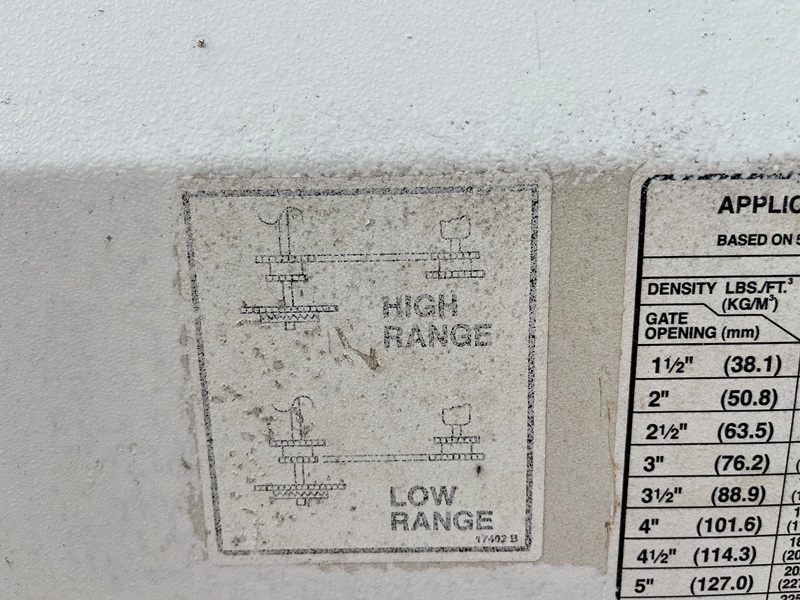 HIGH
RANGE
LOW
RANGE
17402 B
APPLIC
BASED ON 5
DENSITY LBS./FT.³
(KG/M³)
GATE
OPENING (mm)
1½" (38.1)
2" (50.8)
2½" (63.5)
3" (76.2)
3½" (88.9)
4" (101.6)
4½" (114.3)
5" (127.0)